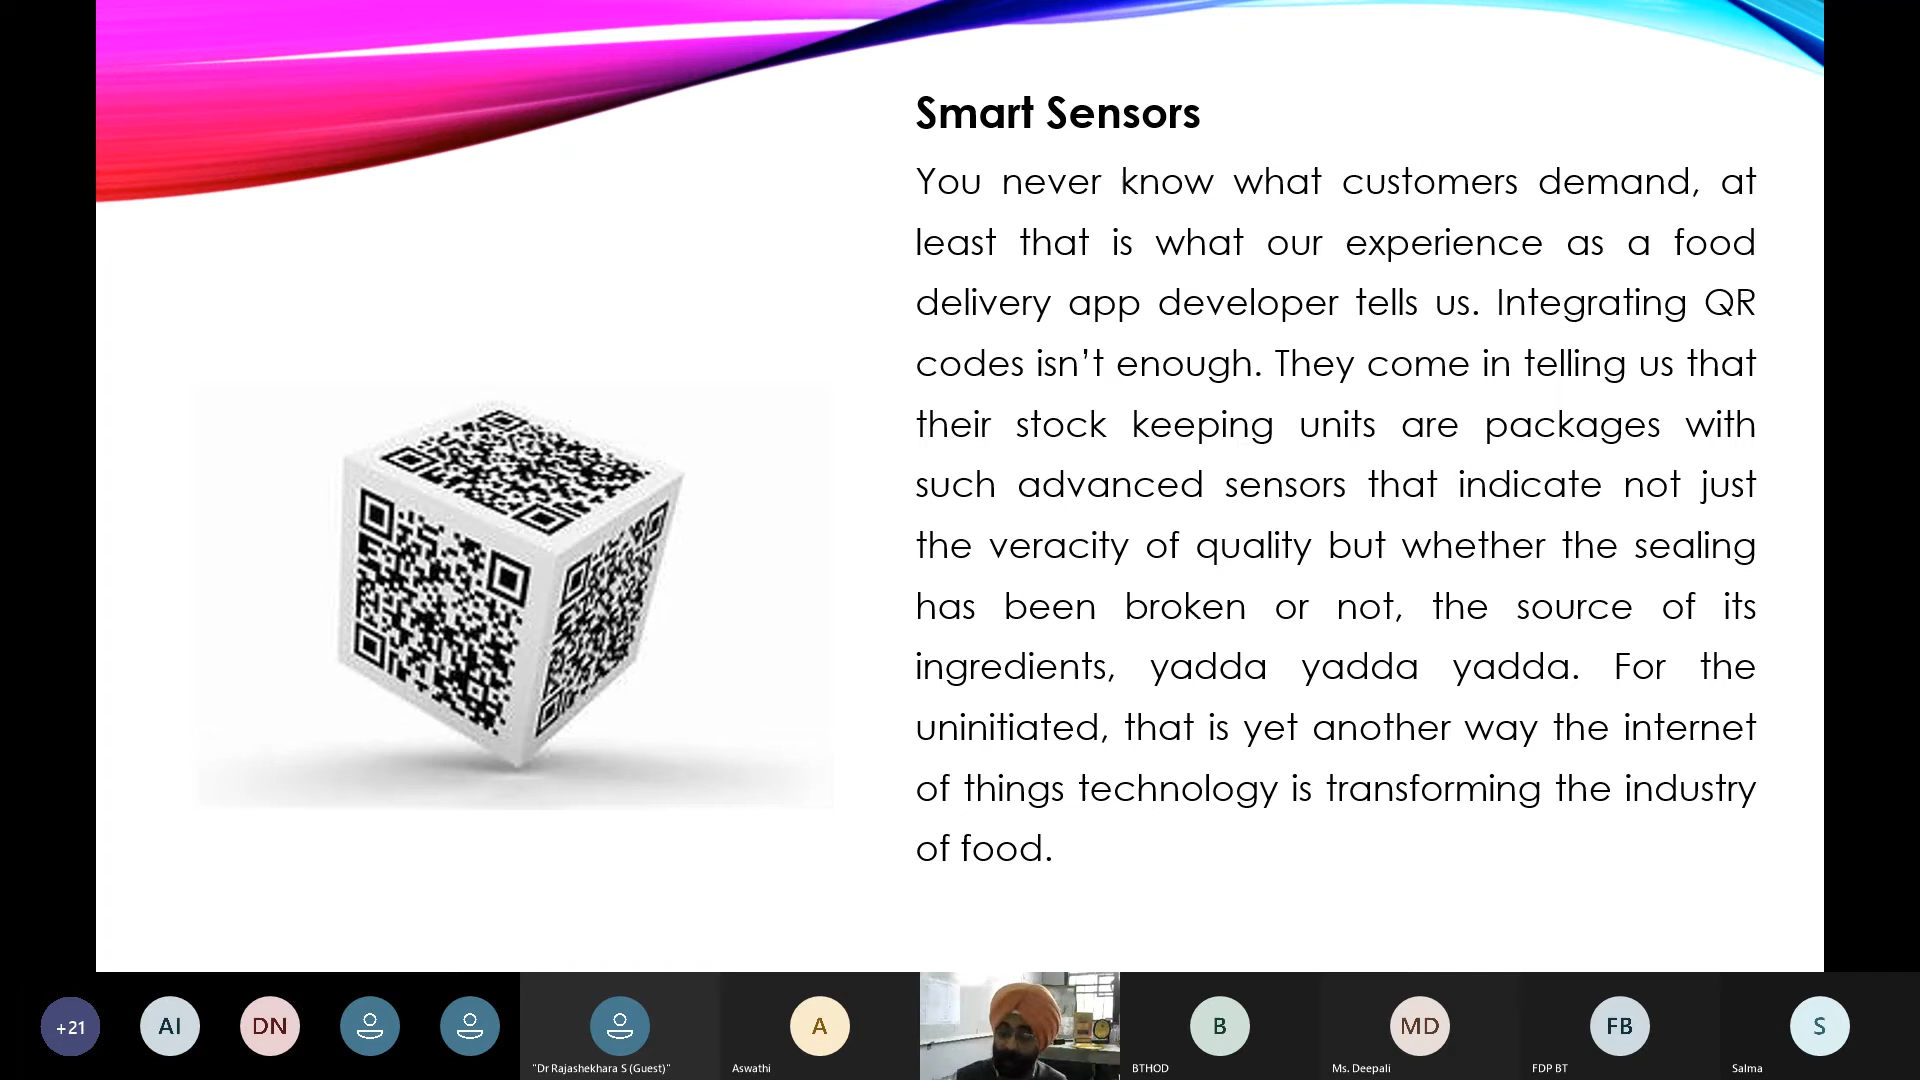 Smart Sensors
You never know what customers demand, at
least that is what our experience as a food
delivery app developer tells us. Integrating QR
codes isn’t enough. They come in telling us that
their stock keeping units are packages with
such advanced sensors that indicate not just
the veracity of quality but whether the sealing
has been broken or not, the source of its
ingredients, yadda yadda yadda. For the
uninitiated, that is yet another way the internet
of things technology is transforming the industry
of food.
+21
AI
DN
"Dr Rajashekhara S (Guest)"
A
Aswathi
B
BTHOD
MD
Ms. Deepali
FB
FDP BT
S
Salma